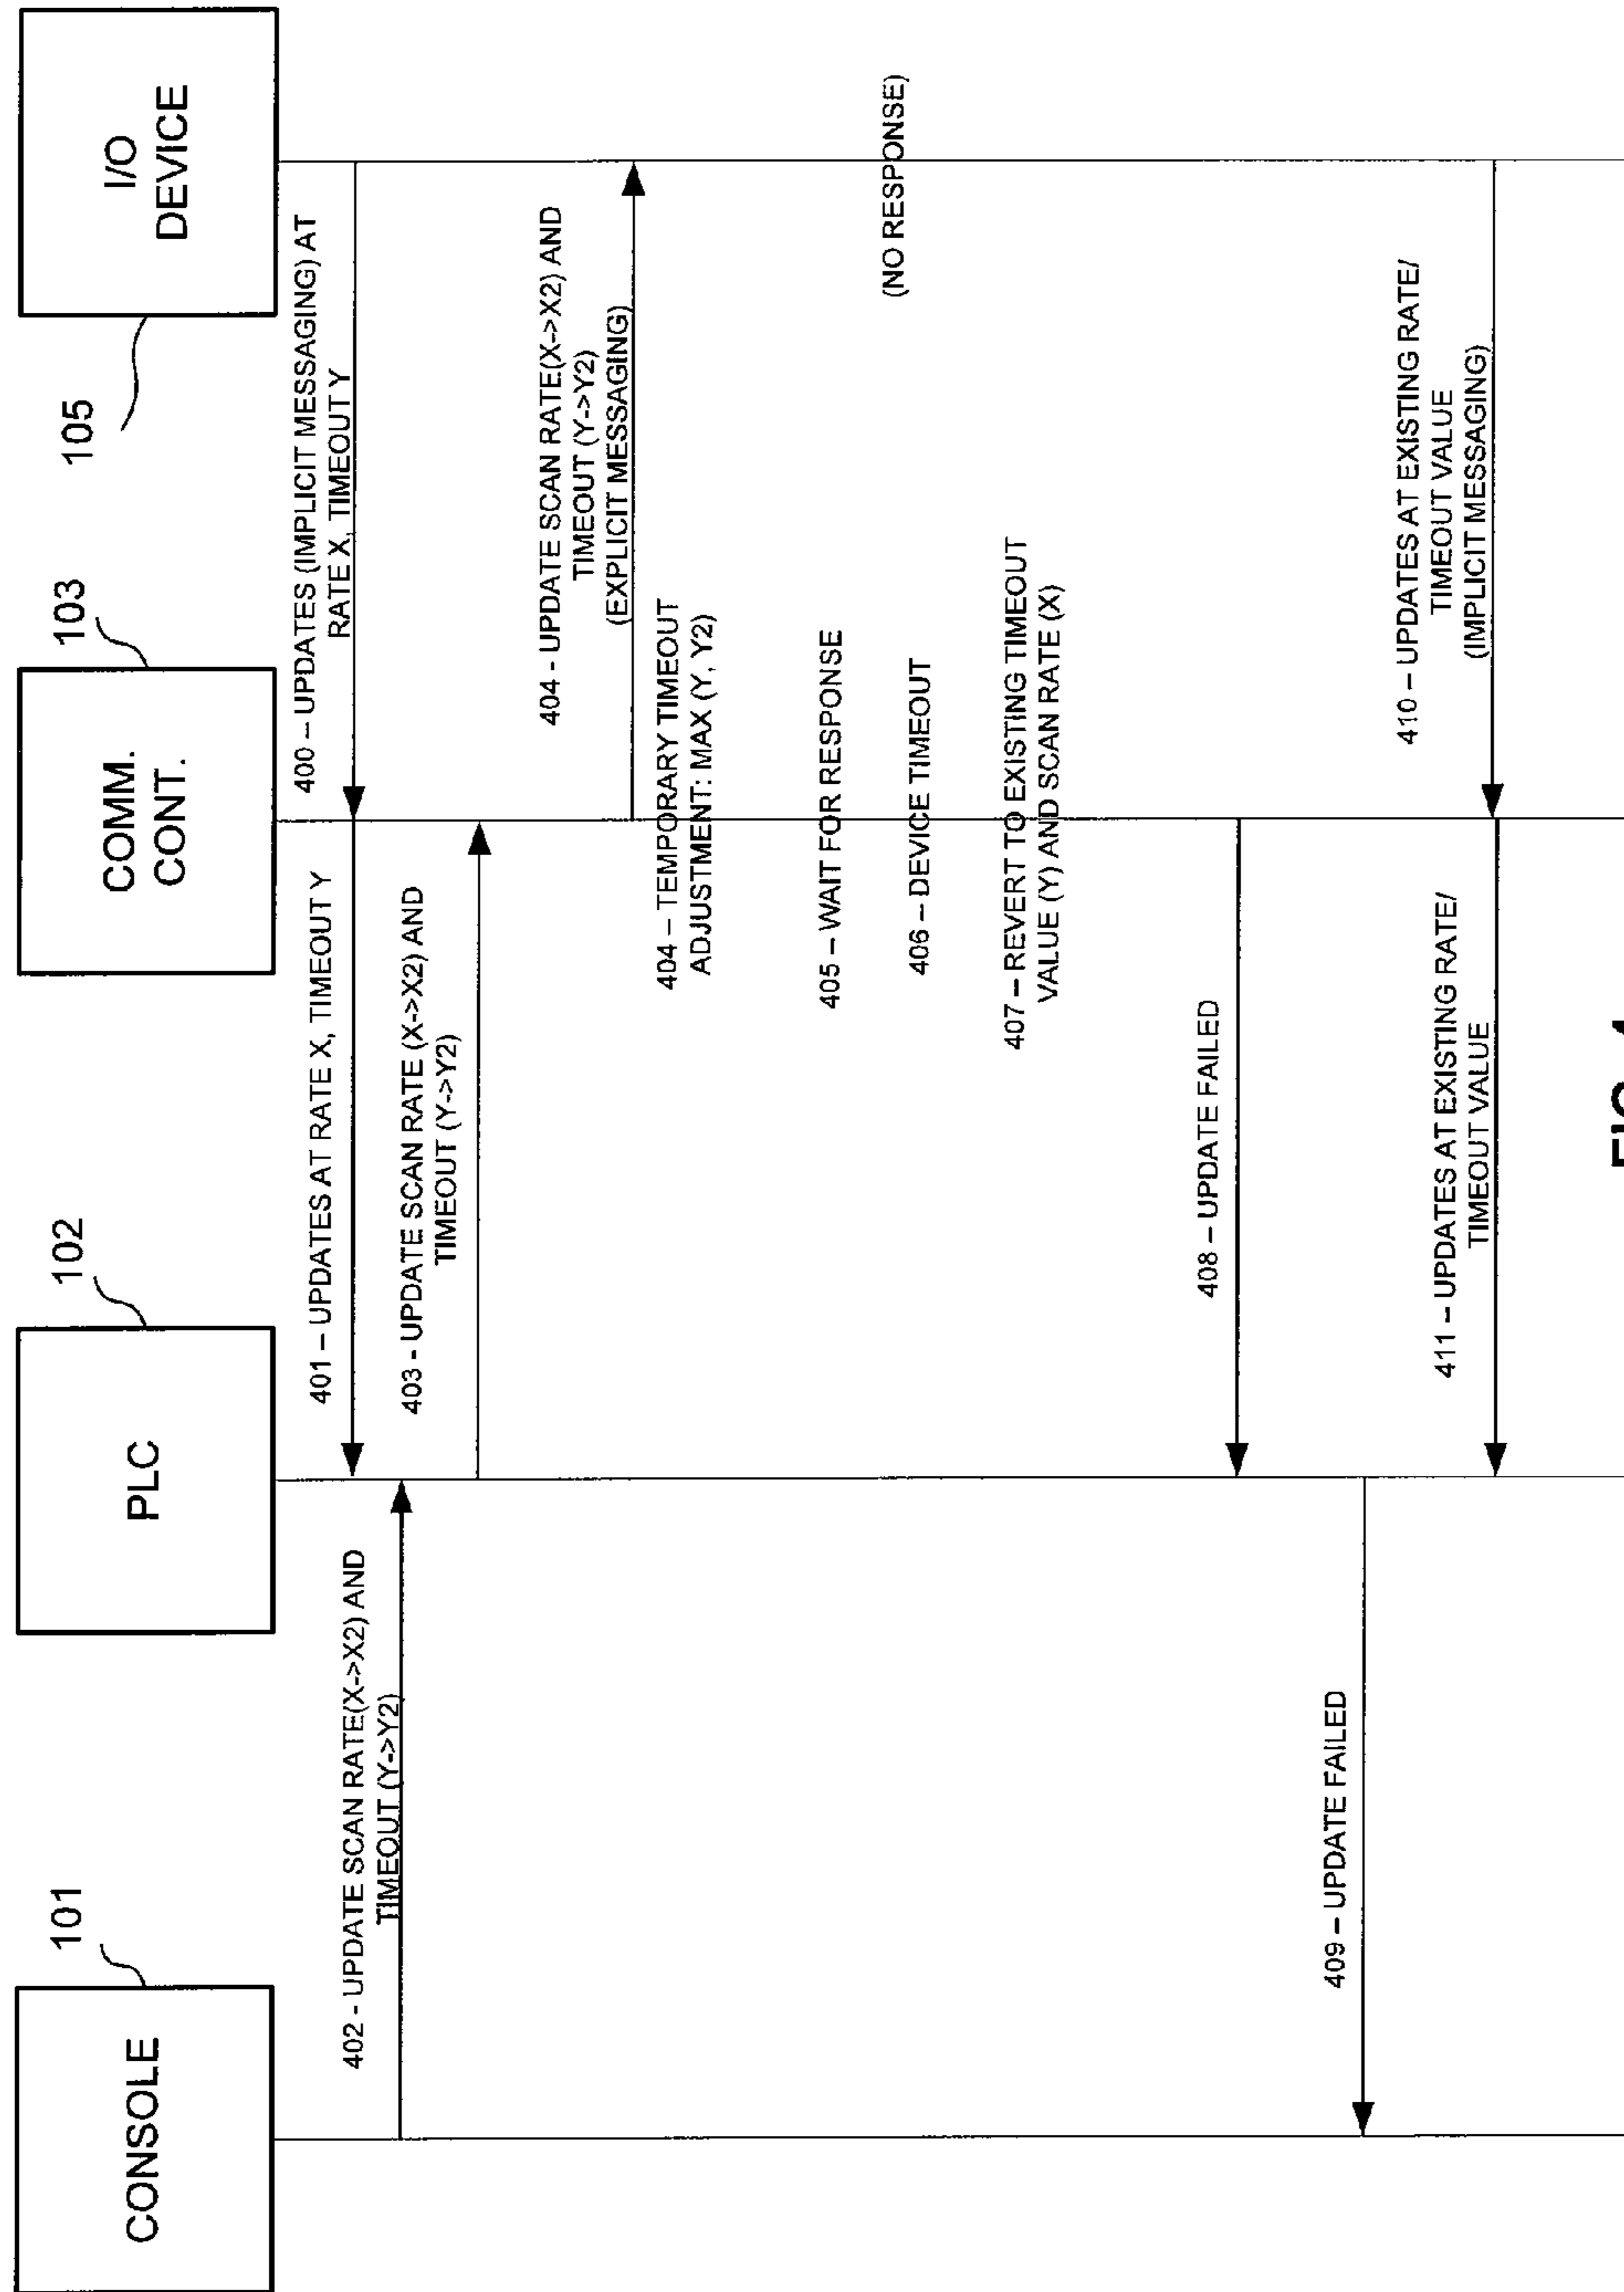 CONSOLE
101
PLC
102
COMM.
CONT.
103
I/O
DEVICE
105
400 – UPDATES (IMPLICIT MESSAGING) AT
RATE X, TIMEOUT Y
401 – UPDATES AT RATE X, TIMEOUT Y
402 - UPDATE SCAN RATE(X->X2) AND
TIMEOUT (Y->Y2)
403 - UPDATE SCAN RATE (X->X2) AND
TIMEOUT (Y->Y2)
404 - UPDATE SCAN RATE(X->X2) AND
TIMEOUT (Y->Y2)
(EXPLICIT MESSAGING)
404 – TEMPORARY TIMEOUT
ADJUSTMENT: MAX (Y, Y2)
405 – WAIT FOR RESPONSE
(NO RESPONSE)
406 – DEVICE TIMEOUT
407 – REVERT TO EXISTING TIMEOUT
VALUE (Y) AND SCAN RATE (X)
408 – UPDATE FAILED
409 – UPDATE FAILED
410 – UPDATES AT EXISTING RATE/
TIMEOUT VALUE
(IMPLICIT MESSAGING)
411 – UPDATES AT EXISTING RATE/
TIMEOUT VALUE